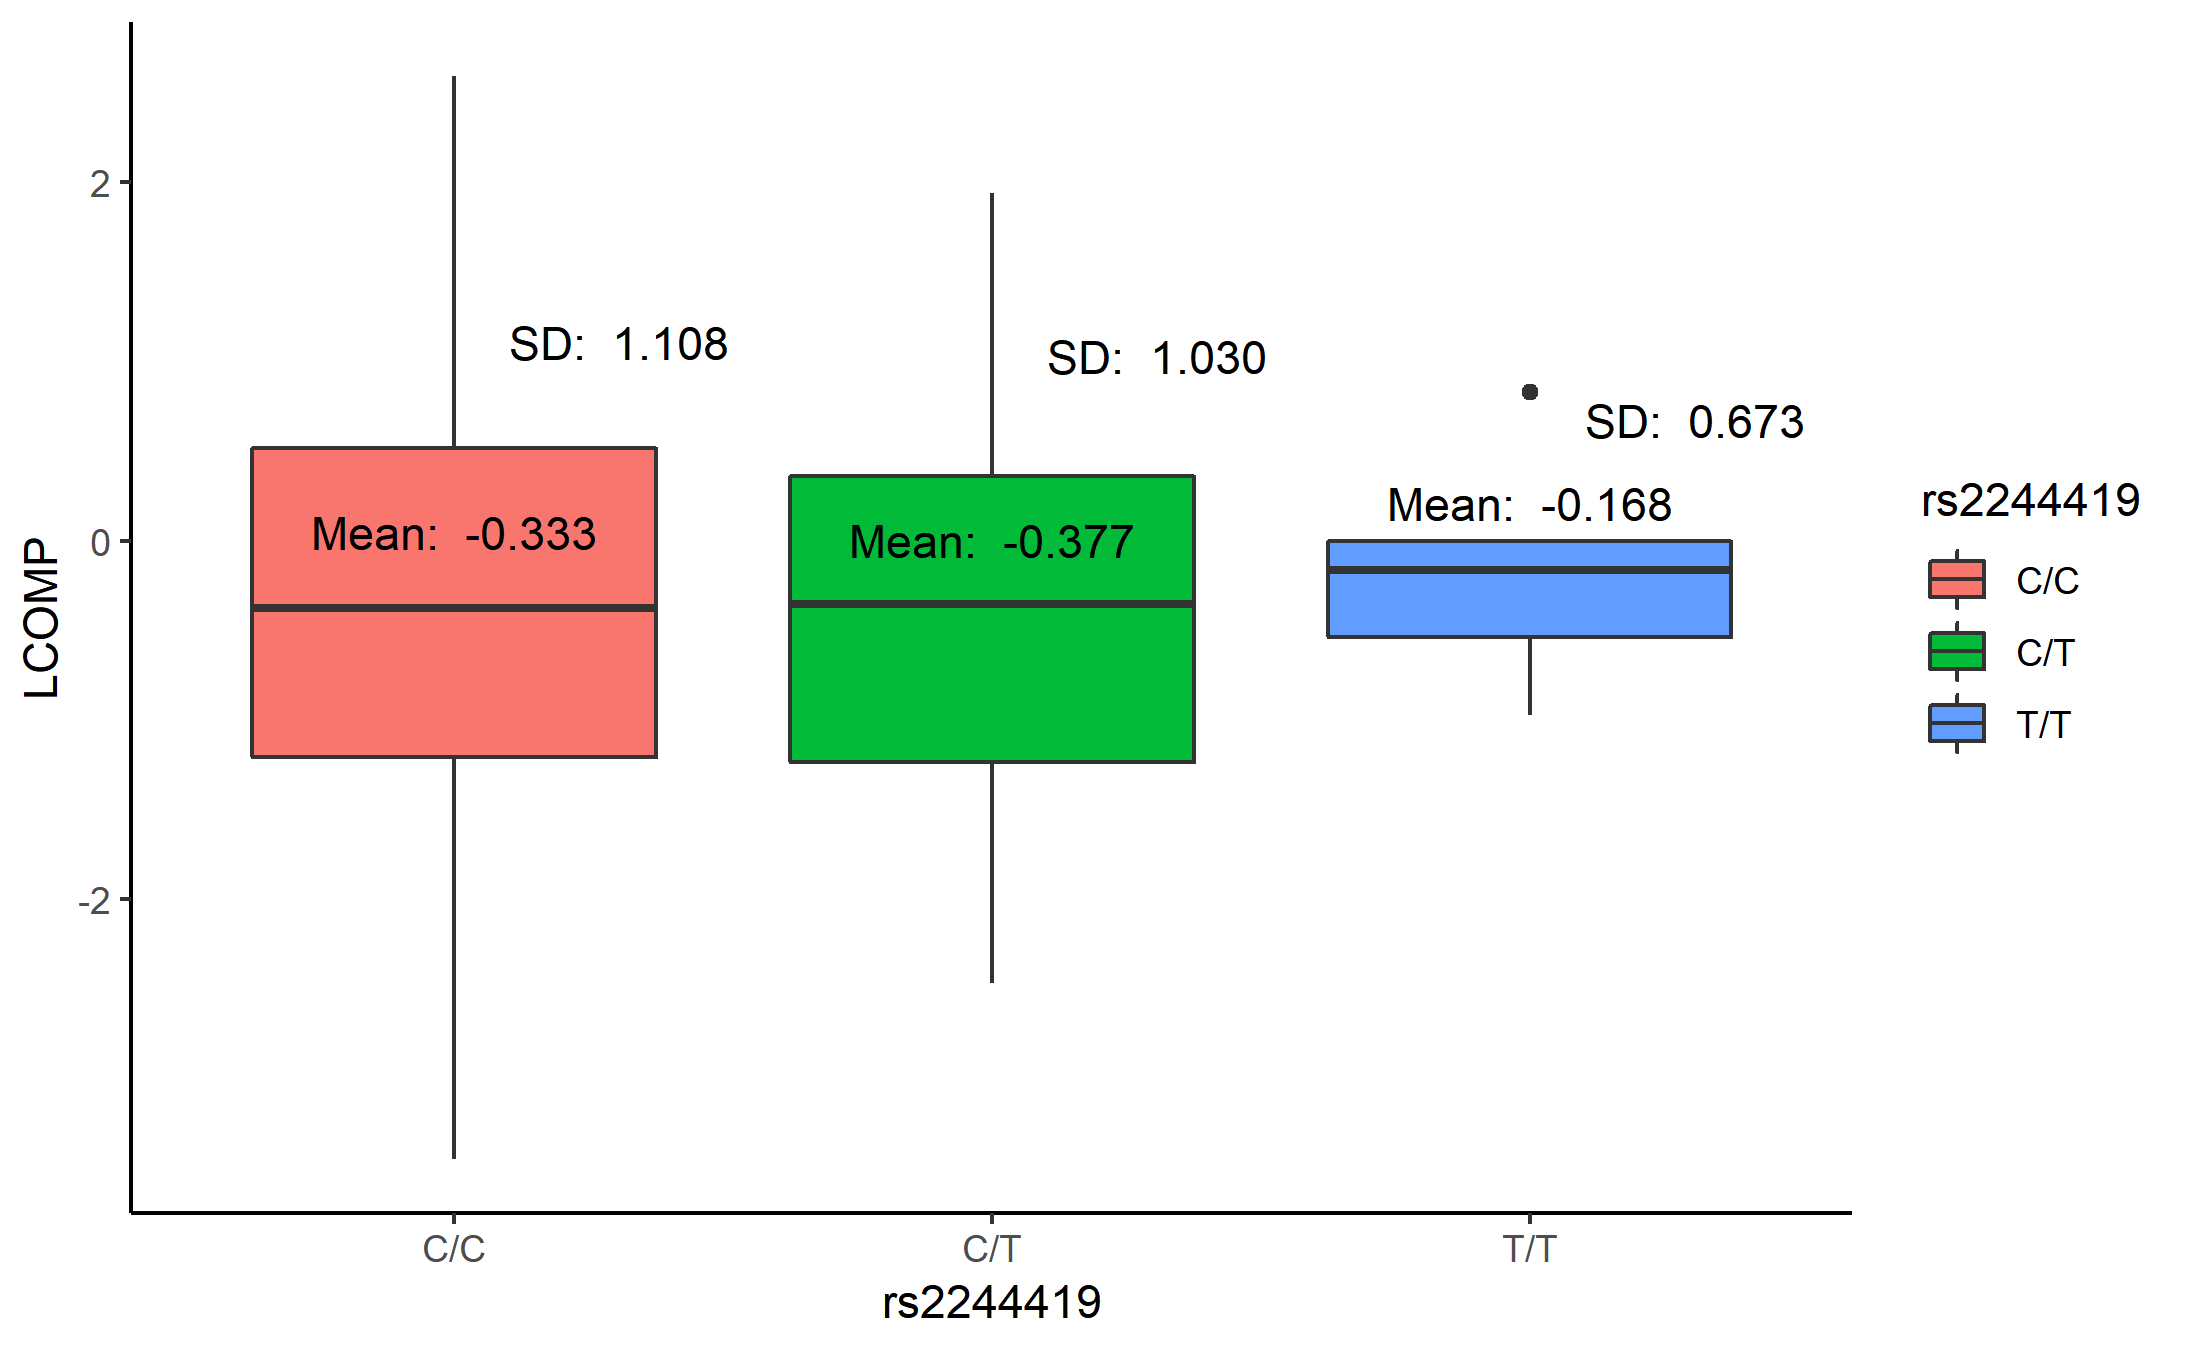 LCOMP
2
0
-2
SD:  1.108
SD:  1.030
SD:  0.673
Mean:  -0.333
Mean:  -0.377
Mean:  -0.168
C/C
C/T
T/T
rs2244419
rs2244419
C/C
C/T
T/T